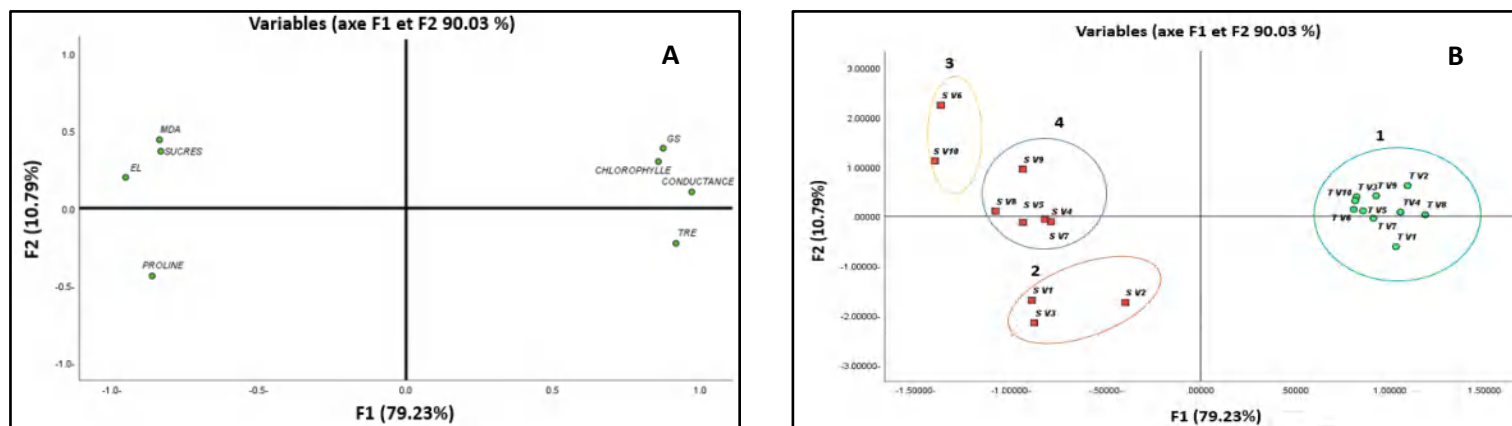 Variables (axe F1 et F2 90.03 %)
A
1.0
0.5
0.0
-0.5-
-1.0-
F2 (10.79%)
MDA
SUCRES
EL
GS
CHLOROPHYLLE
CONDUCTANCE
TRE
PROLINE
-1.0-
-0.5-
0.0
0.5
1.0
F1 (79.23%)
Variables (axe F1 et F2 90.03 %)
B
3.00000
2.00000
1.00000
.00000
-1.00000-
-2.00000-
-3.00000-
F2 (10.79%)
3
S V6
S V10
4
S V9
S V8
S V5
S V4
S V7
2
S V1
S V2
S V3
1
T V2
T V3
T V9
T V10
T V6
T V5
TV4
T V8
T V7
T V1
-1.50000-
-1.00000-
-.50000-
.00000
.50000
1.00000
1.50000
F1 (79.23%)